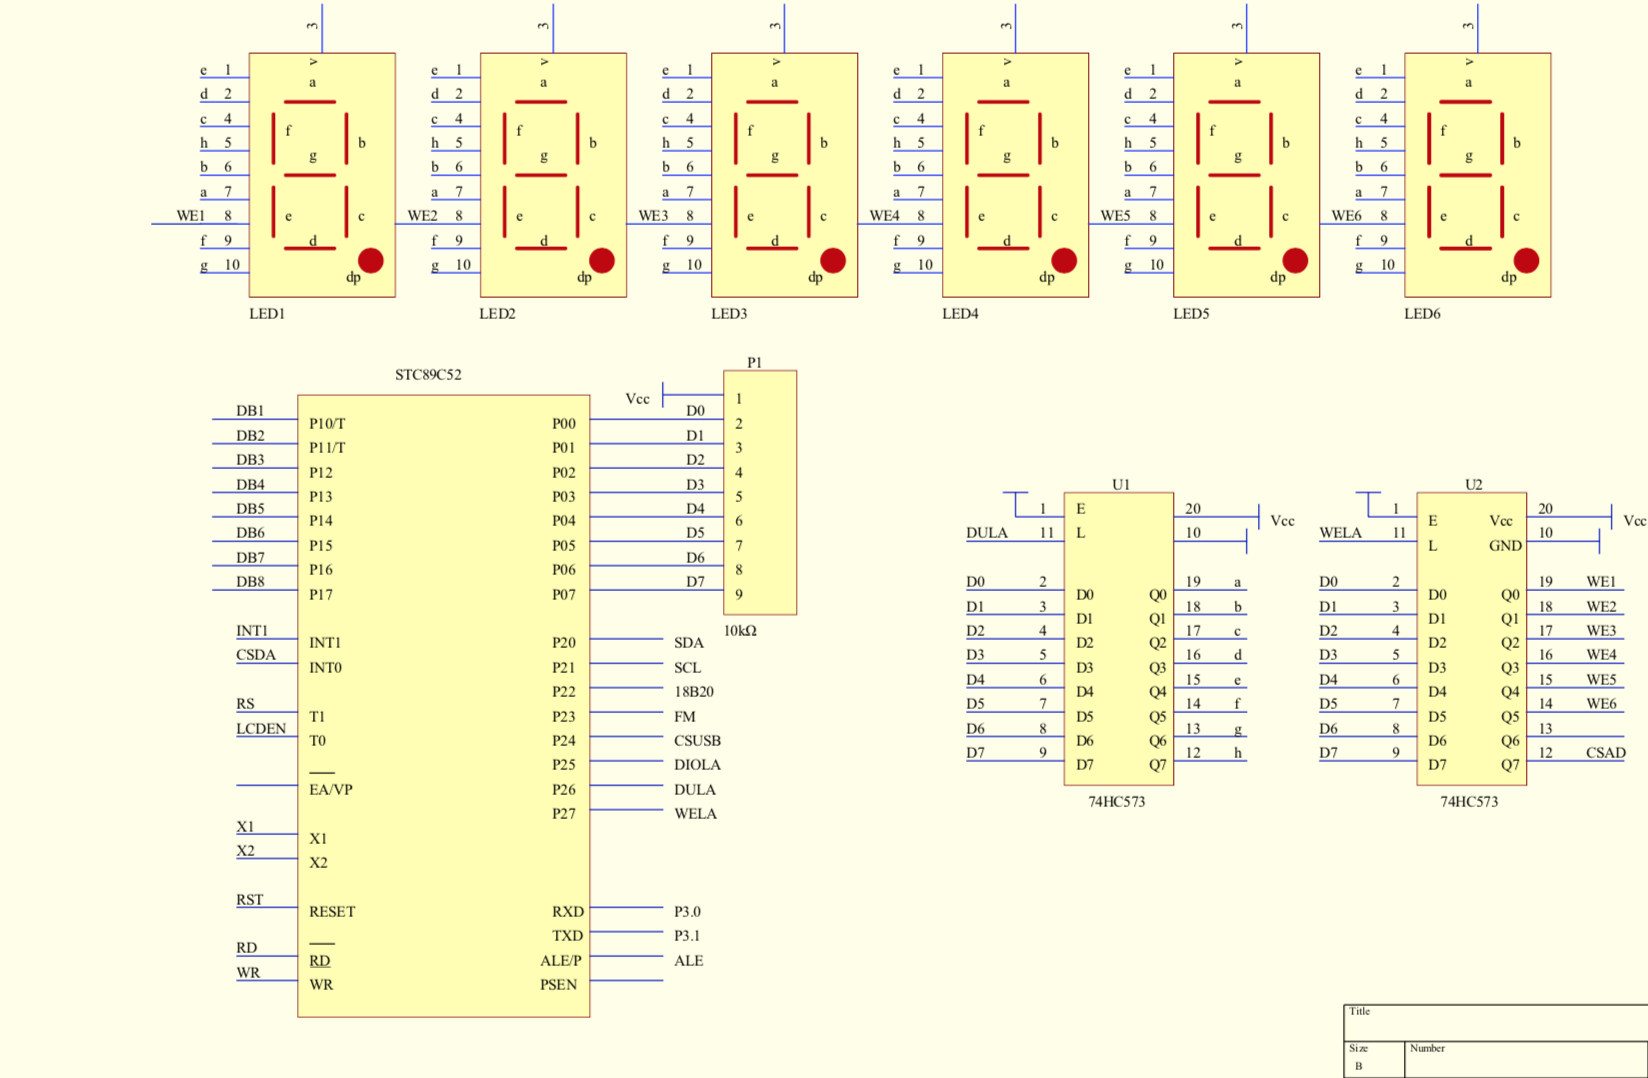 3 3 3 3 3 3
v v v v v v
e 1 a e 1 a e 1 a e 1 a e 1 a e 1 a
d 2 d 2 d 2 d 2 d 2 d 2
c 4 f c 4 f c 4 f c 4 f c 4 f c 4 f
h 5 b h 5 b h 5 b h 5 b h 5 b h 5 b
b 6 g b 6 g b 6 g b 6 g b 6 g b 6 g
a 7 a 7 a 7 a 7 a 7 a 7
WE1 8 e c WE2 8 e c WE3 8 e c WE4 8 e c WE5 8 e c WE6 8 e c
f 9 d f 9 d f 9 d f 9 d f 9 d f 9 d
g 10 dp g 10 dp g 10 dp g 10 dp g 10 dp g 10 dp
LED1 LED2 LED3 LED4 LED5 LED6
STC89C52
DB1 P10/T
DB2 P11/T
DB3 P12
DB4 P13
DB5 P14
DB6 P15
DB7 P16
DB8 P17
INT1 INT1
CSDA INT0
RS T1
LCDEN T0
EA/VP
X1 X1
X2 X2
RST RESET
RD RD
WR WR
P00 D0
P01 D1
P02 D2
P03 D3
P04 D4
P05 D5
P06 D6
P07 D7
P20 SDA
P21 SCL
P22 18B20
P23 FM
P24 CSUSB
P25 DIOLA
P26 DULA
P27 WELA
RXD P3.0
TXD P3.1
ALE/P ALE
PSEN
P1
Vcc 1
2
3
4
5
6
7
8
9
10kΩ
U1
1 E 20 Vcc
DULA 11 L 10
D0 2 D0 Q0 19 a
D1 3 D1 Q1 18 b
D2 4 D2 Q2 17 c
D3 5 D3 Q3 16 d
D4 6 D4 Q4 15 e
D5 7 D5 Q5 14 f
D6 8 D6 Q6 13 g
D7 9 D7 Q7 12 h
74HC573
U2
1 E Vcc 20 Vcc
WELA 11 L GND 10
D0 2 D0 Q0 19 WE1
D1 3 D1 Q1 18 WE2
D2 4 D2 Q2 17 WE3
D3 5 D3 Q3 16 WE4
D4 6 D4 Q4 15 WE5
D5 7 D5 Q5 14 WE6
D6 8 D6 Q6 13
D7 9 D7 Q7 12 CSAD
74HC573
Title
Size Number
B